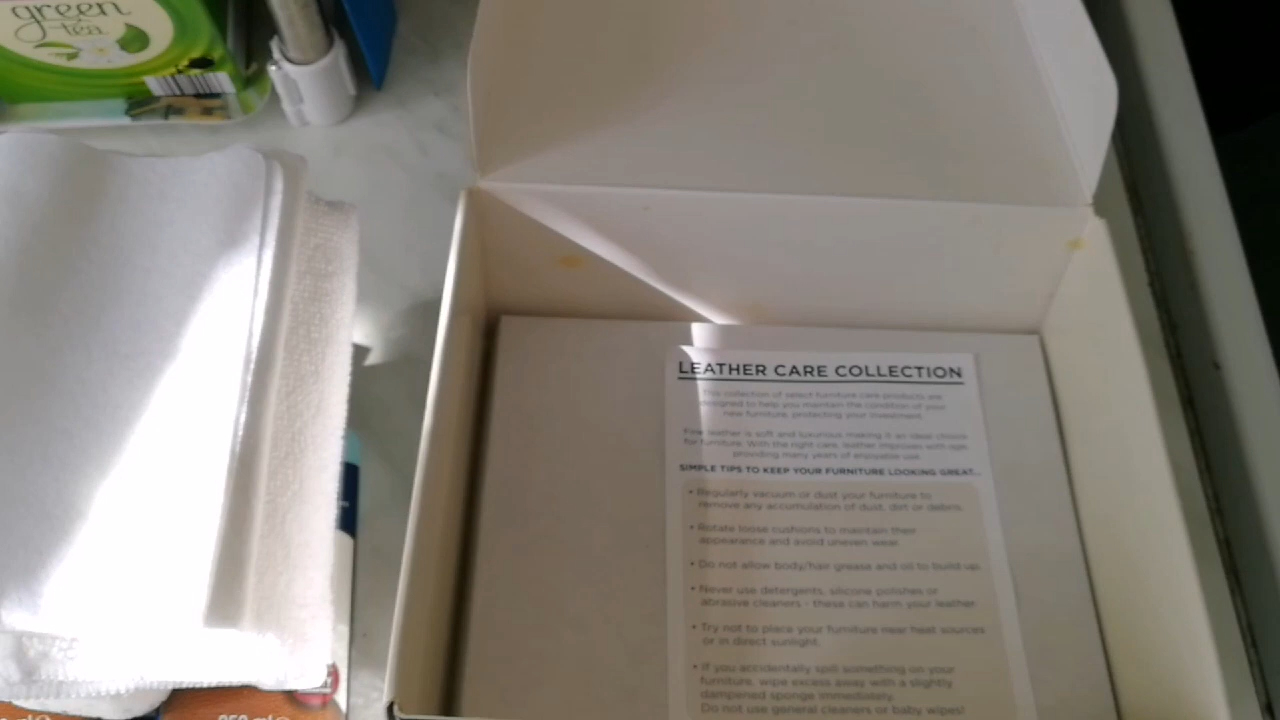 green
tea
LEATHER CARE COLLECTION
This collection of select furniture care products are
designed to help you maintain the condition of your
new furniture, protecting your investment.
Fine leather is soft and luxurious making it an ideal choice
for furniture. With the right care, leather improves with age,
providing many years of enjoyable use.
SIMPLE TIPS TO KEEP YOUR FURNITURE LOOKING GREAT...
• Regularly vacuum or dust your furniture to
remove any accumulation of dust, dirt or debris.
• Rotate loose cushions to maintain their
appearance and avoid uneven wear.
• Do not allow body/hair grease and oil to build up.
• Never use detergents, silicone polishes or
abrasive cleaners - these can harm your leather.
• Try not to place your furniture near heat sources
or in direct sunlight.
• If you accidentally spill something on your
furniture, wipe excess away with a slightly
dampened sponge immediately.
Do not use general cleaners or baby wipes!